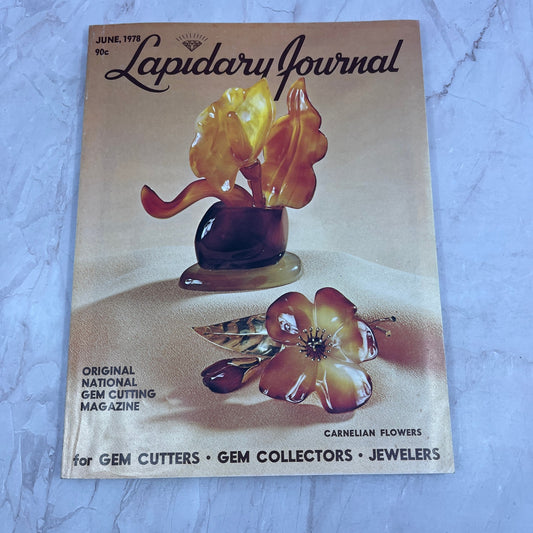 JUNE, 1978
90c
Lapidary Journal
ORIGINAL
NATIONAL
GEM CUTTING
MAGAZINE
CARNELIAN FLOWERS
for GEM CUTTERS • GEM COLLECTORS • JEWELERS